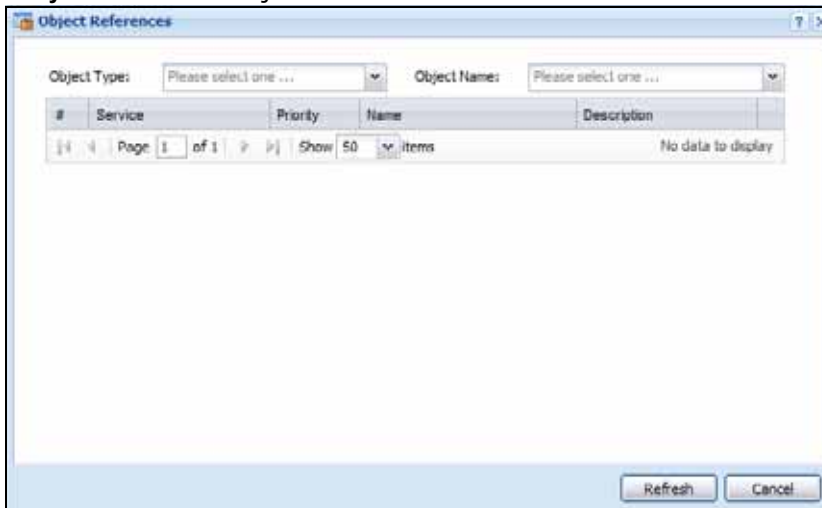 Object References
?
Object Type: Please select one ... Object Name: Please select one ...
# Service Priority Name Description
Page 1 of 1 Show 50 items No data to display
Refresh Cancel